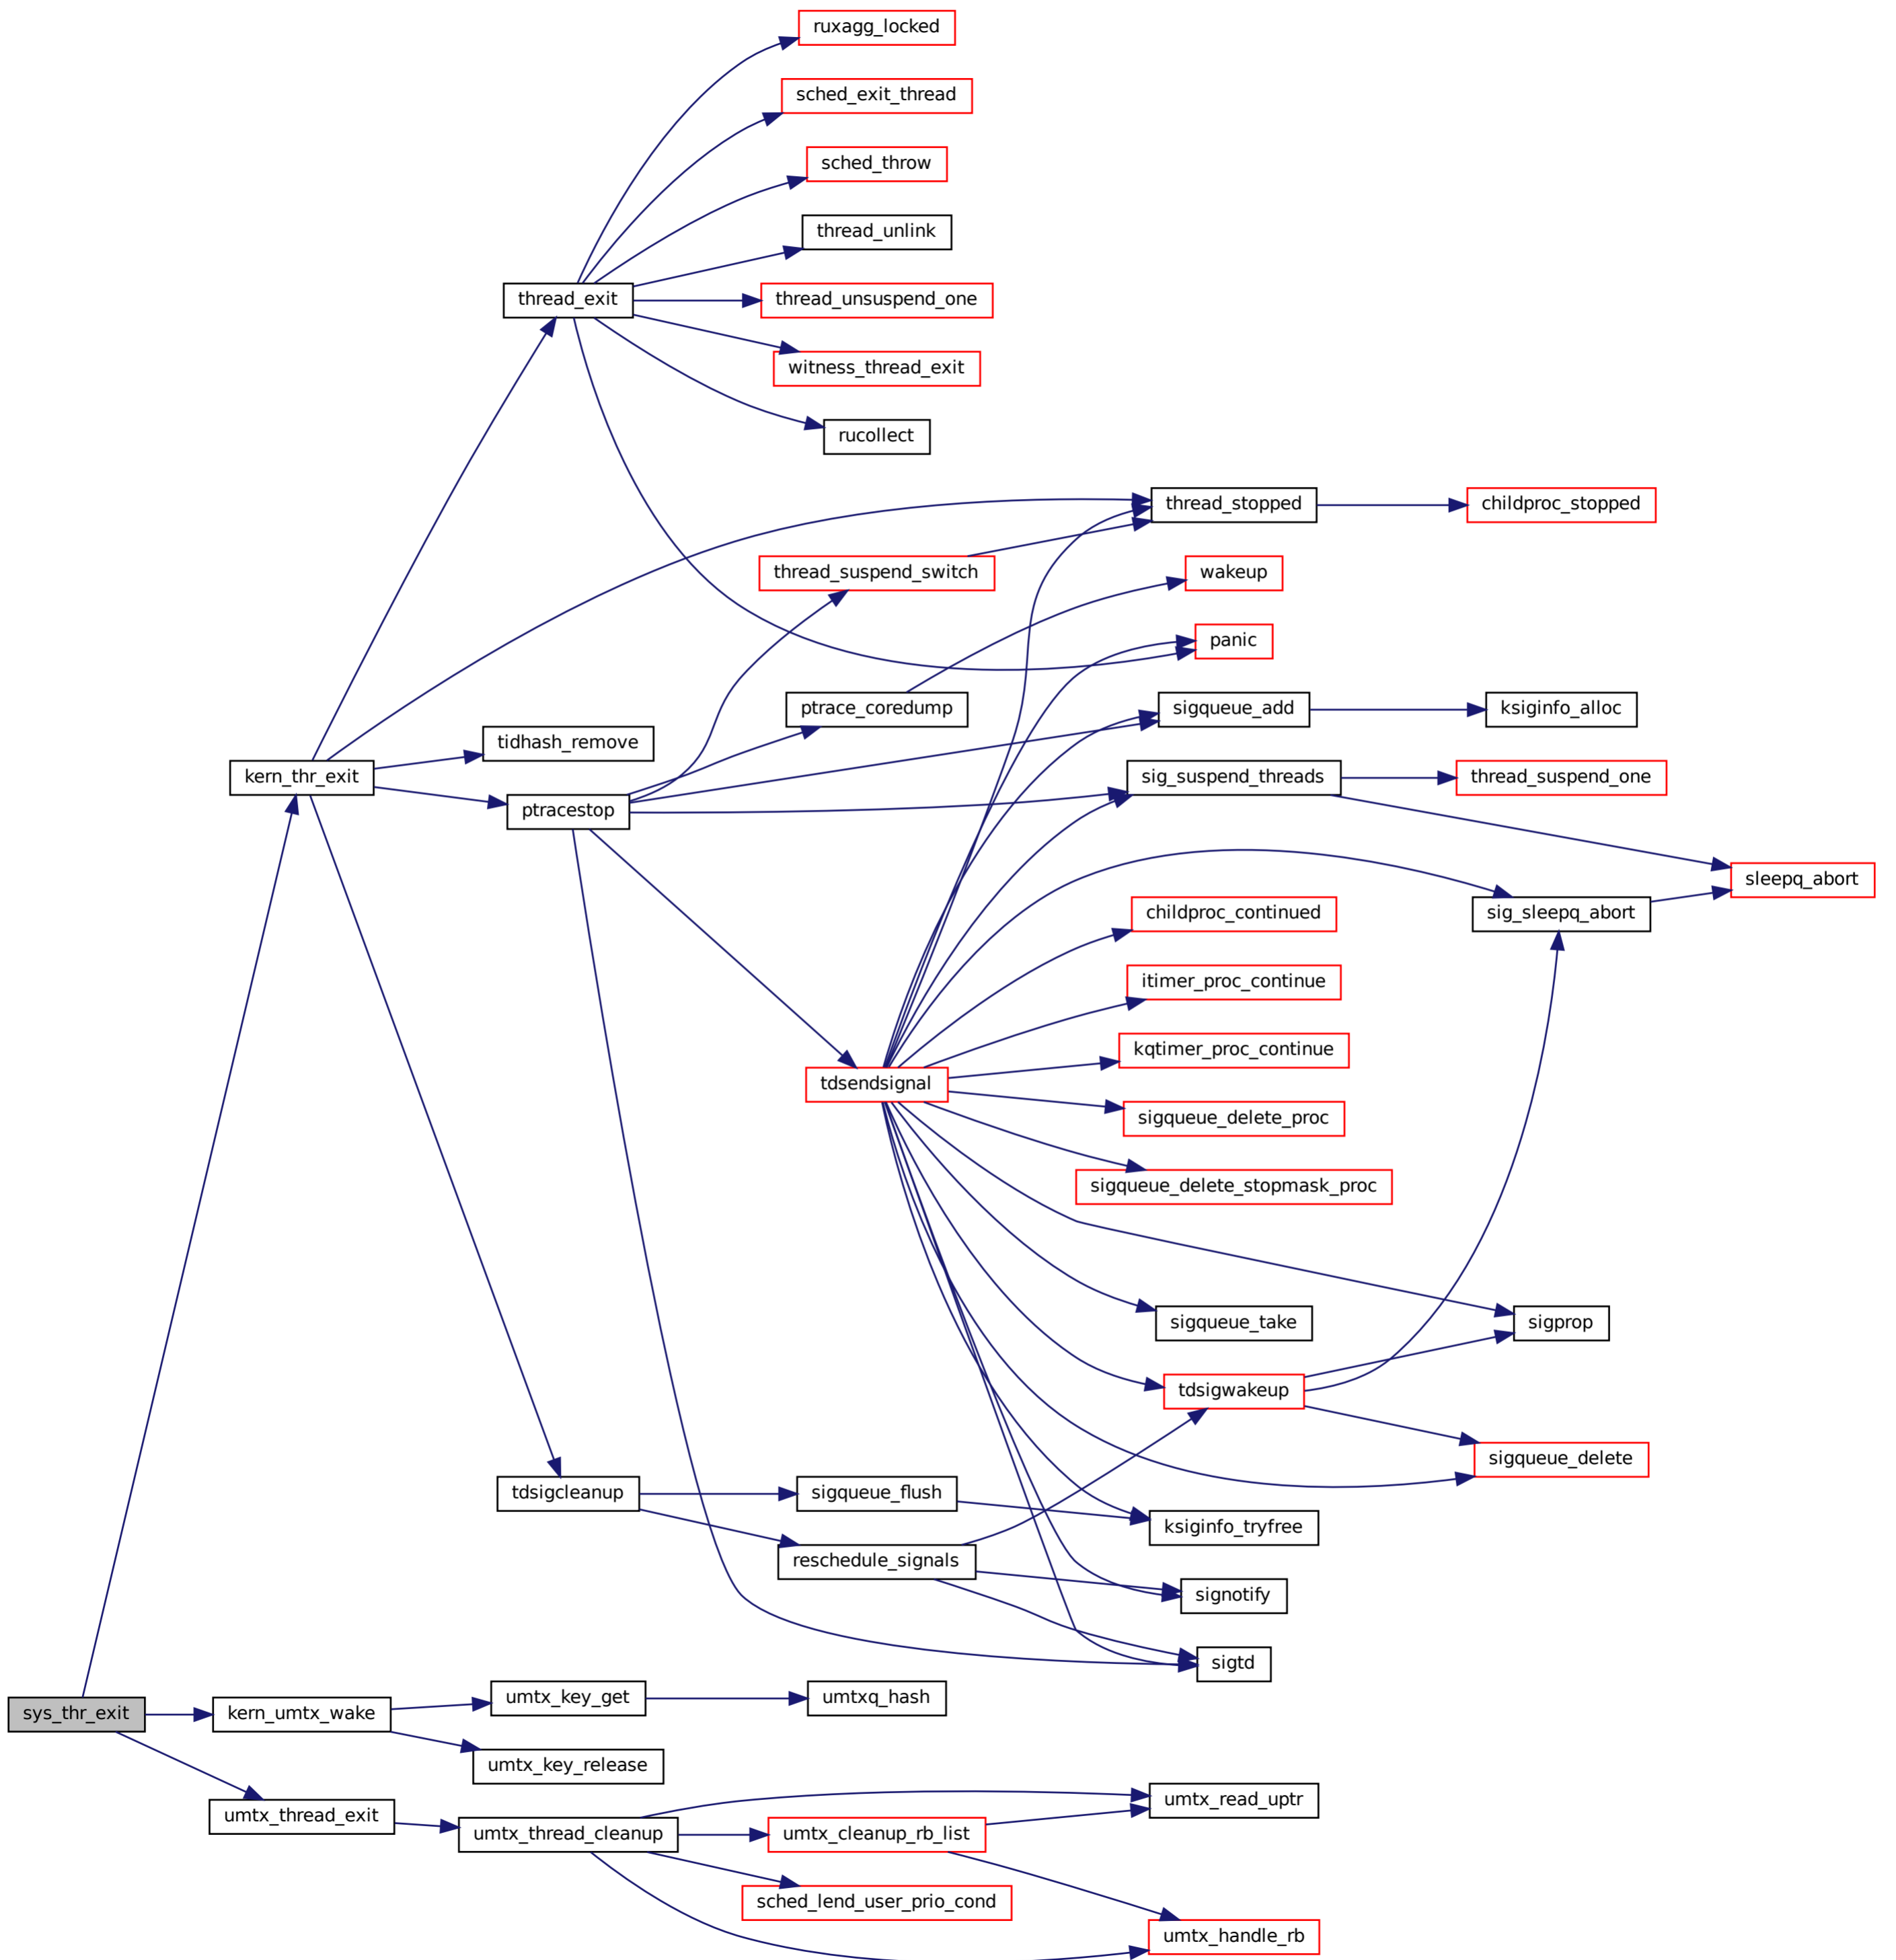 ruxagg_locked
sched_exit_thread
sched_throw
thread_unlink
thread_exit
thread_unsuspend_one
witness_thread_exit
rucollect
thread_stopped
childproc_stopped
thread_suspend_switch
wakeup
panic
ptrace_coredump
sigqueue_add
ksiginfo_alloc
tidhash_remove
kern_thr_exit
sig_suspend_threads
thread_suspend_one
ptracestop
sleepq_abort
childproc_continued
sig_sleepq_abort
itimer_proc_continue
kqtimer_proc_continue
tdsendsignal
sigqueue_delete_proc
sigqueue_delete_stopmask_proc
sigqueue_take
sigprop
tdsigwakeup
sigqueue_delete
tdsigcleanup
sigqueue_flush
ksiginfo_tryfree
reschedule_signals
signotify
sigtd
umtx_key_get
umtxq_hash
sys_thr_exit
kern_umtx_wake
umtx_key_release
umtx_read_uptr
umtx_thread_exit
umtx_thread_cleanup
umtx_cleanup_rb_list
sched_lend_user_prio_cond
umtx_handle_rb